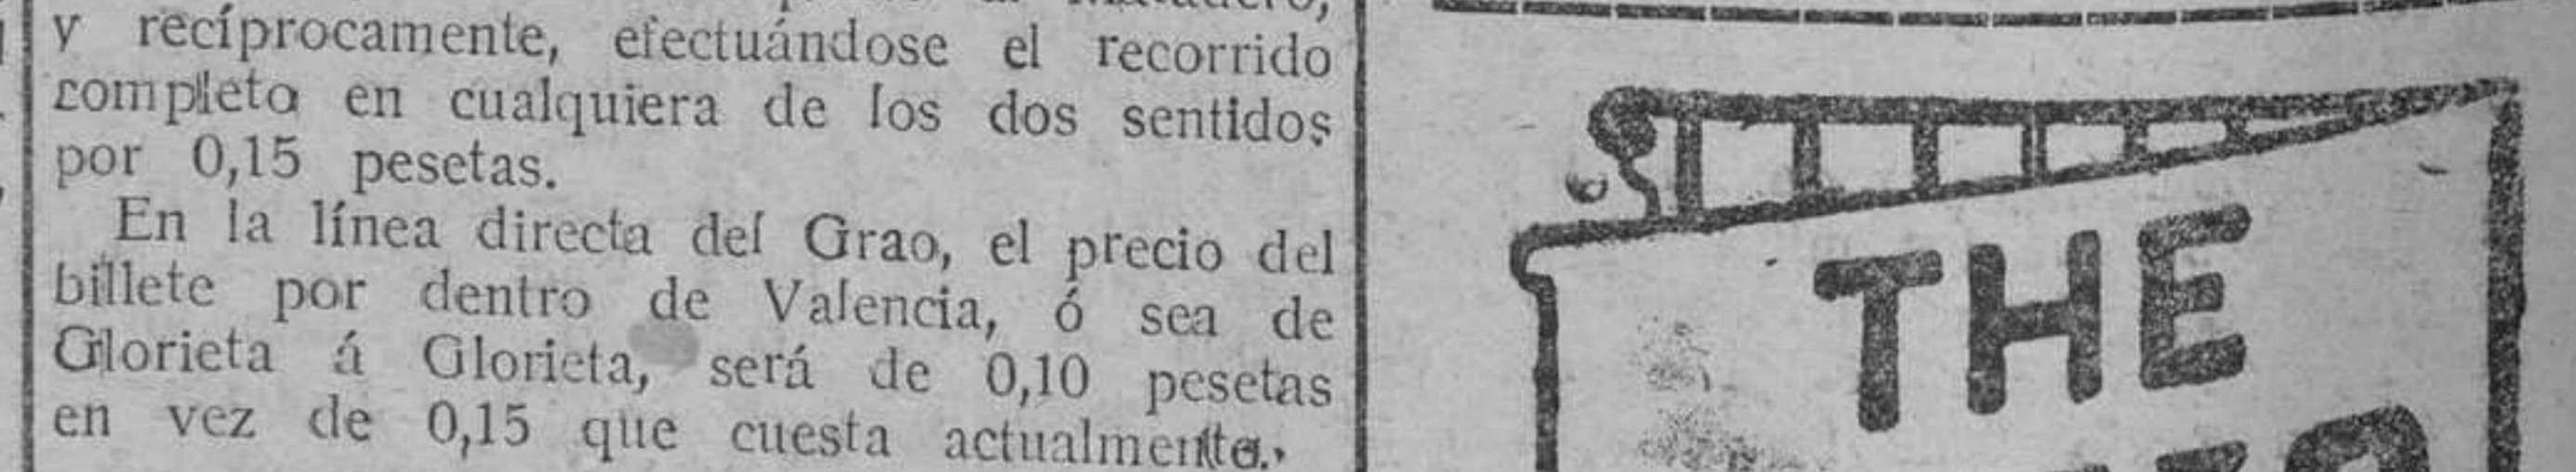 y recíprocamente, efectuándose el recorrido
completo en cualquiera de los dos sentidos
por 0,15 pesetas.
En la línea directa del Grao, el precio del
billete por dentro de Valencia, ó sea de
Glorieta á Glorieta, será de 0,10 pesetas
en vez de 0,15 que cuesta actualmente.»
THE